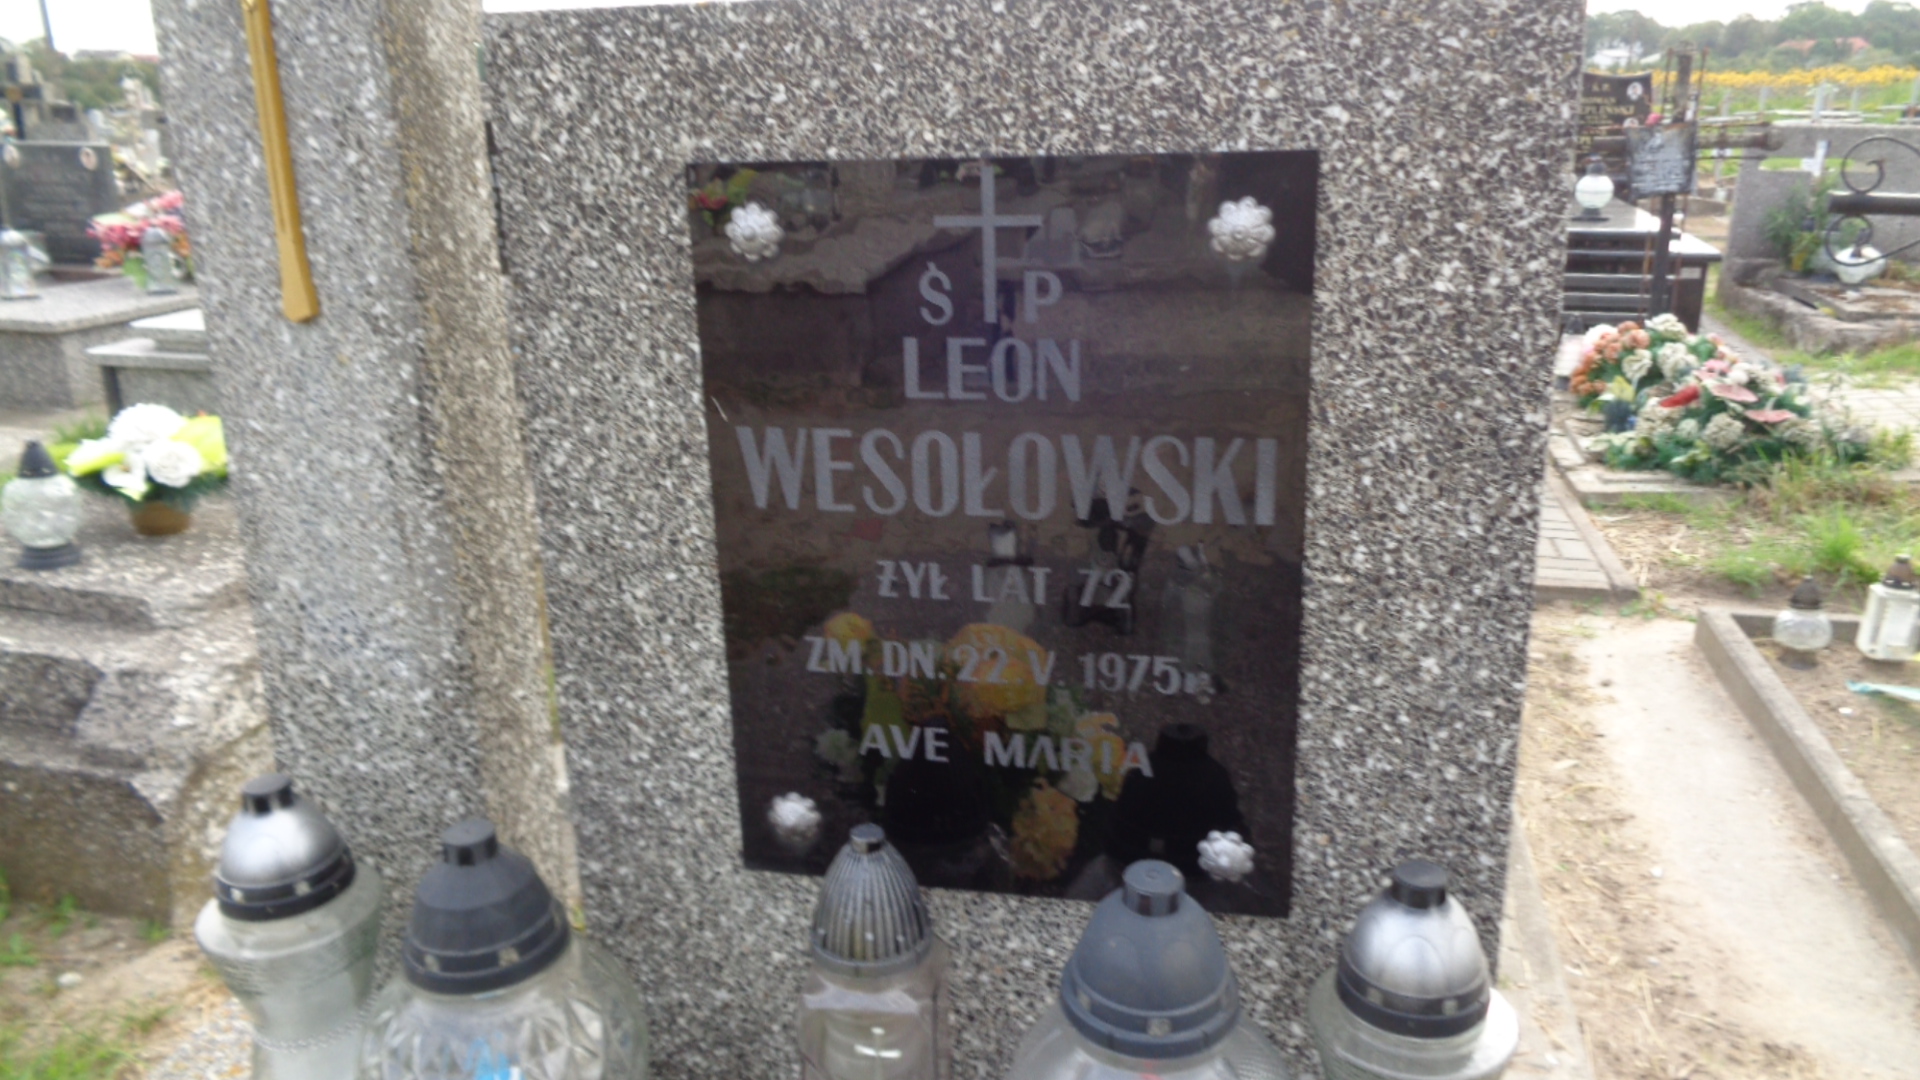 Ś P
LEON
WESOŁOWSKI
ŻYŁ LAT 72
ZM. DN. 22. V. 1975r.
AVE MARIA